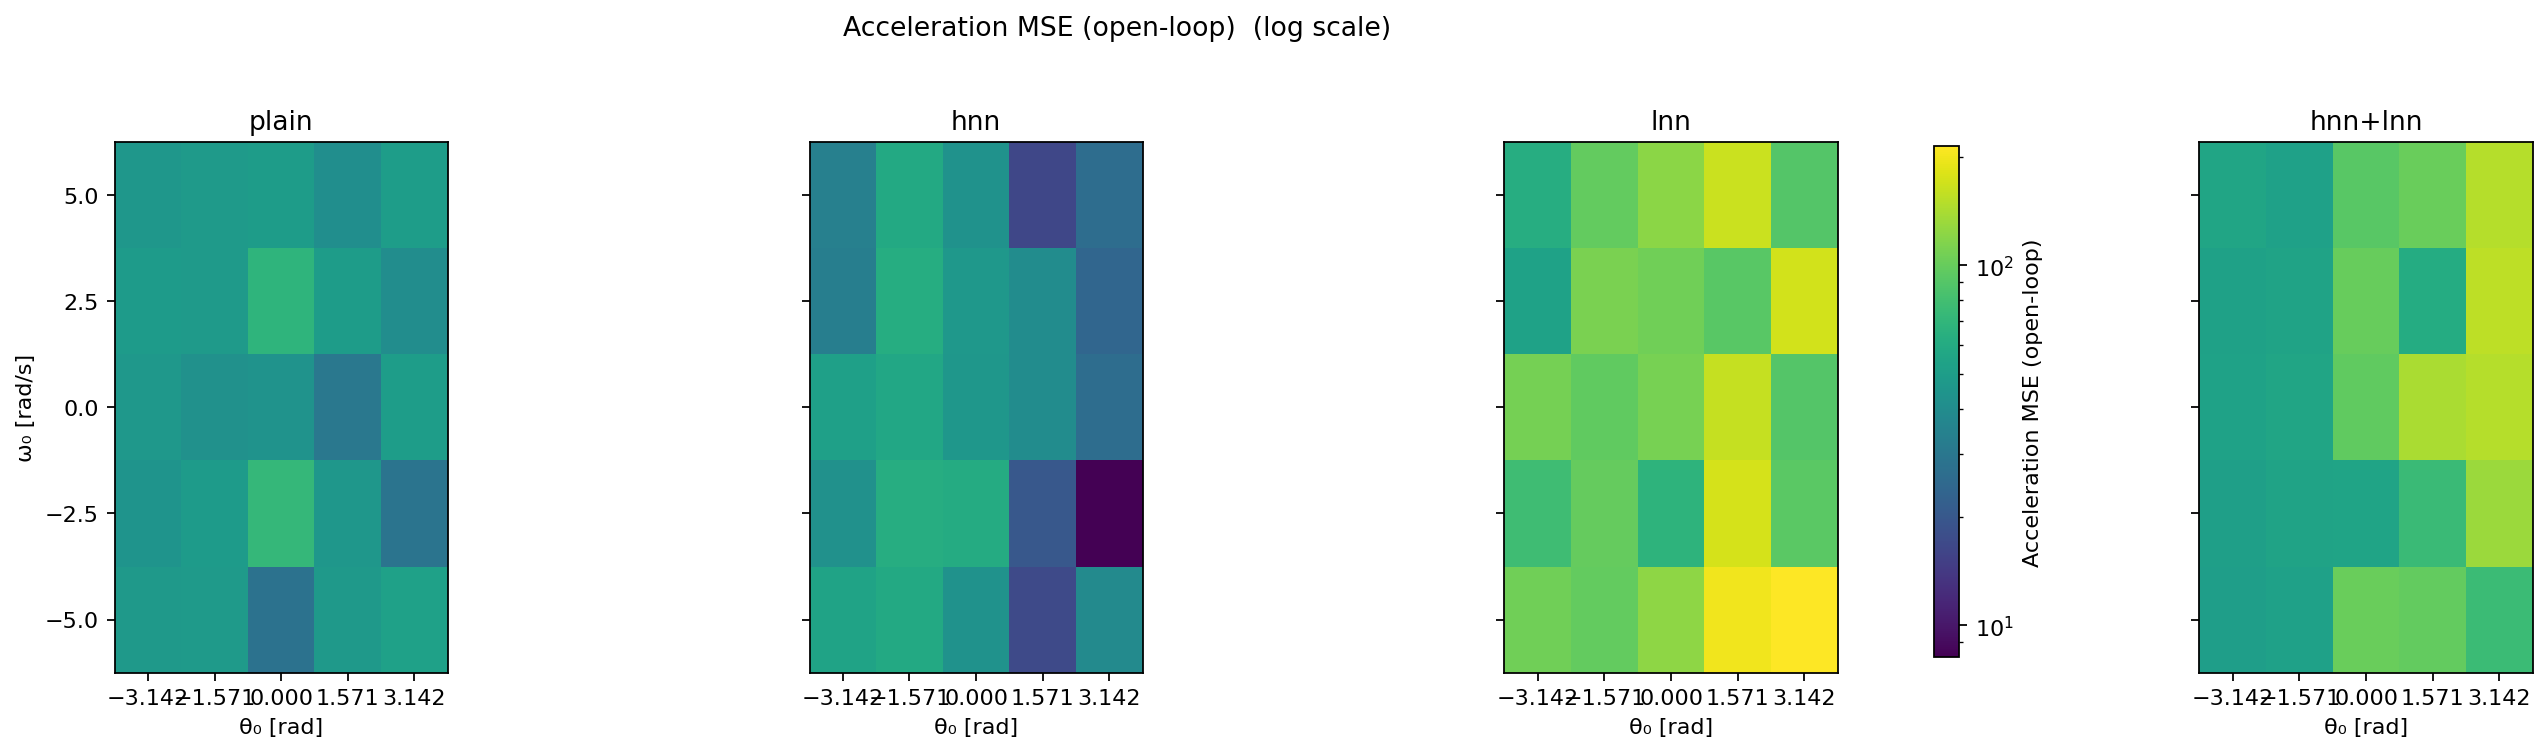 Acceleration MSE (open-loop)  (log scale)
plain
hnn
lnn
hnn+lnn
5.0
2.5
0.0
−2.5
−5.0
ω₀ [rad/s]
−3.142 −1.571 0.000 1.571 3.142
θ₀ [rad]
−3.142 −1.571 0.000 1.571 3.142
θ₀ [rad]
−3.142 −1.571 0.000 1.571 3.142
θ₀ [rad]
10²
10¹
Acceleration MSE (open-loop)
−3.142 −1.571 0.000 1.571 3.142
θ₀ [rad]